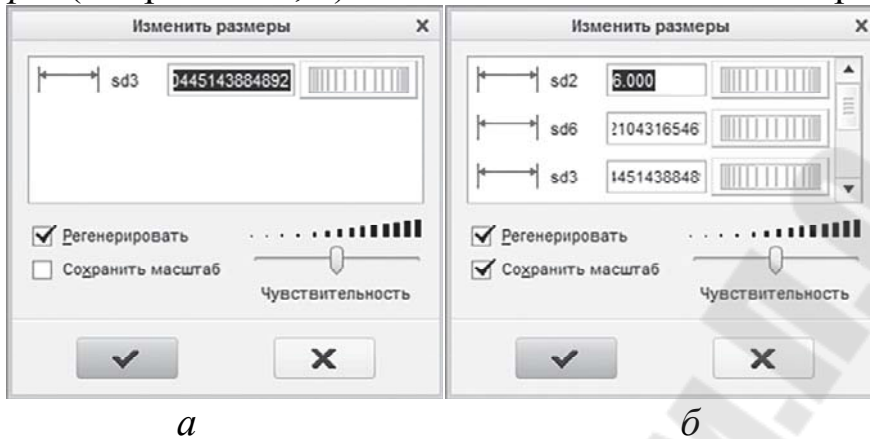 Изменить размеры
sd3 0445143884892
Регенерировать
Сохранить масштаб
Чувствительность
а
Изменить размеры
sd2 6.000
sd6 2104316546
sd3 4451438848
Регенерировать
Сохранить масштаб
Чувствительность
б